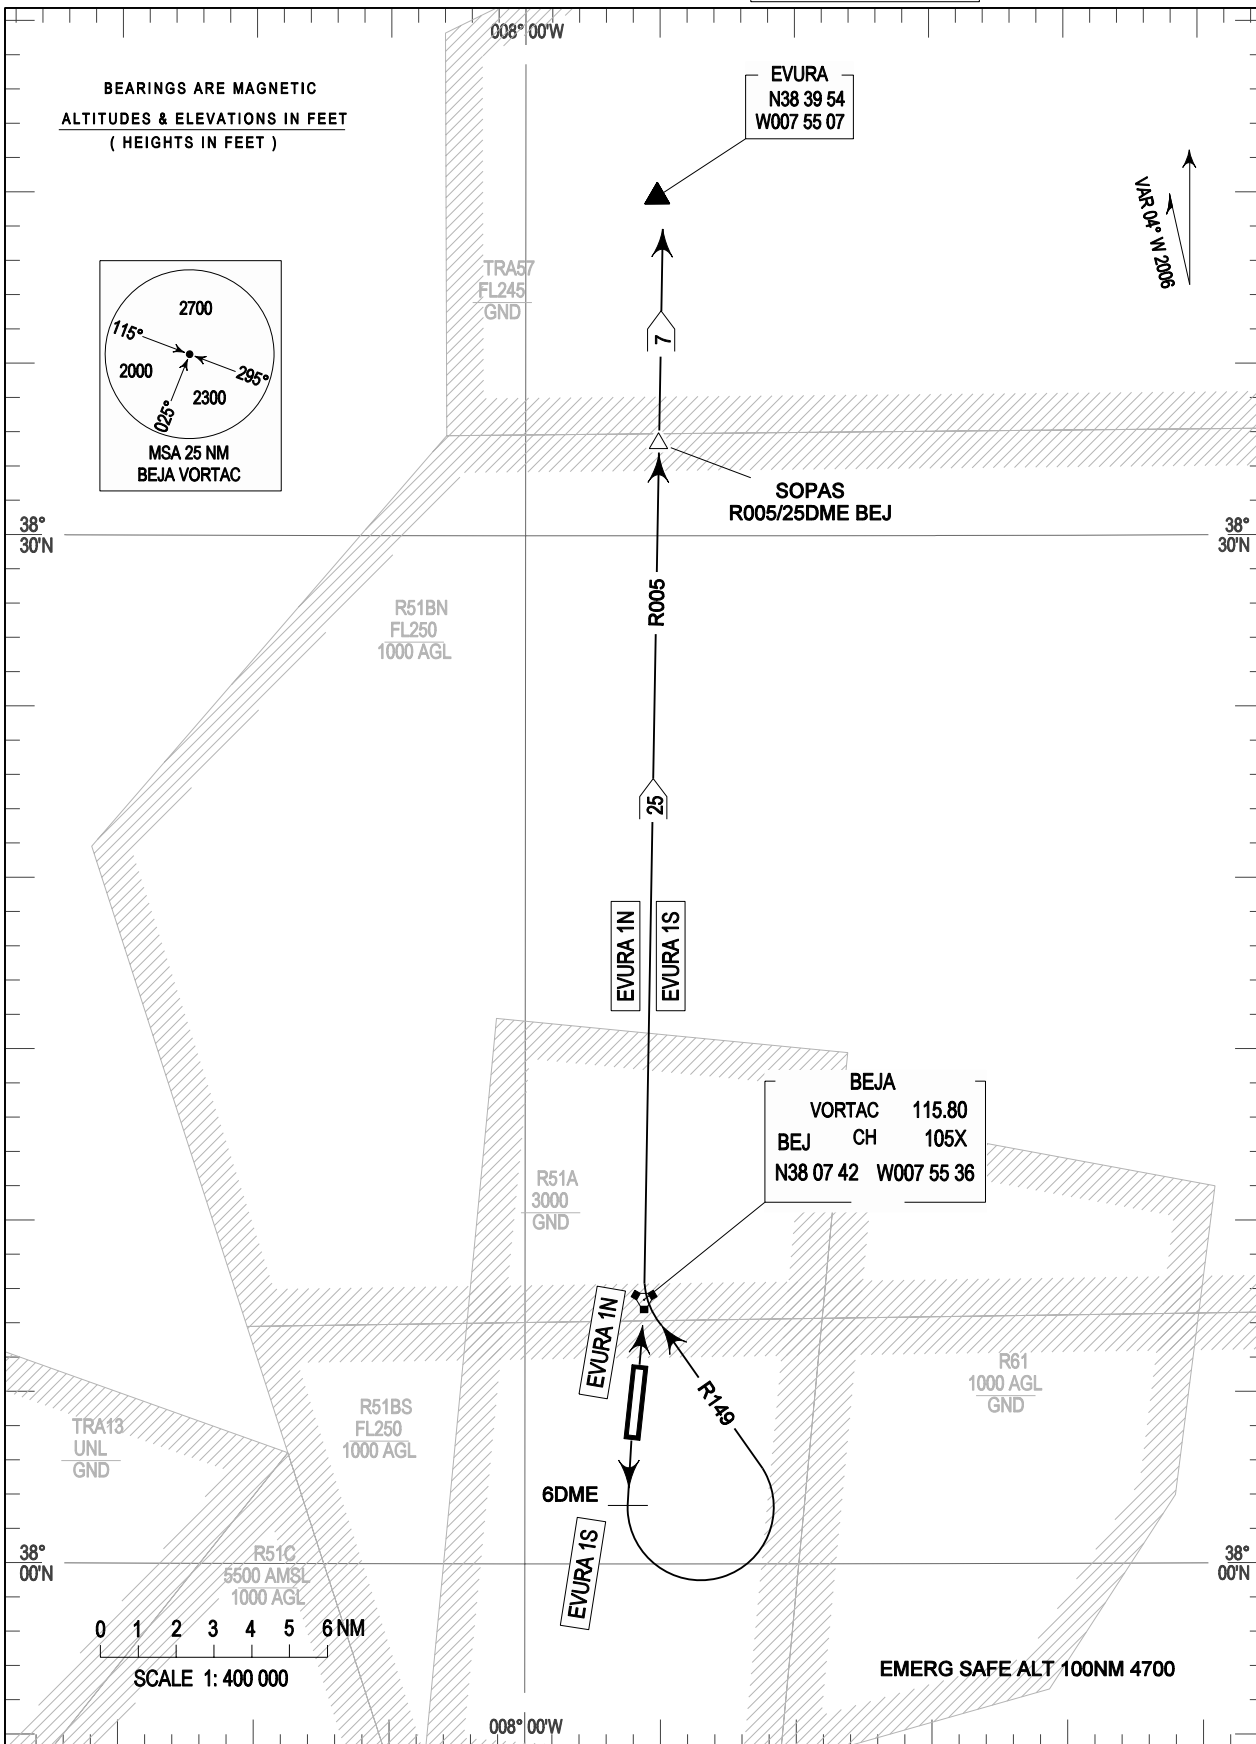 008° 00'W
BEARINGS ARE MAGNETIC
ALTITUDES & ELEVATIONS IN FEET
( HEIGHTS IN FEET )
EVURA
N38 39 54
W007 55 07
VAR 04° W 2006
TRA57
FL245
GND
2700
115°
2000
295°
2300
025°
MSA 25 NM
BEJA VORTAC
7
SOPAS
R005/25DME BEJ
38°
30'N
38°
30'N
R005
R51BN
FL250
1000 AGL
25
EVURA 1N
EVURA 1S
BEJA
VORTAC 115.80
BEJ CH 105X
N38 07 42 W007 55 36
R51A
3000
GND
EVURA 1N
R149
R61
1000 AGL
GND
R51BS
FL250
1000 AGL
TRA13
UNL
GND
6DME
EVURA 1S
38°
00'N
38°
00'N
R51C
5500 AMSL
1000 AGL
0 1 2 3 4 5 6 NM
SCALE 1: 400 000
EMERG SAFE ALT 100NM 4700
008° 00'W